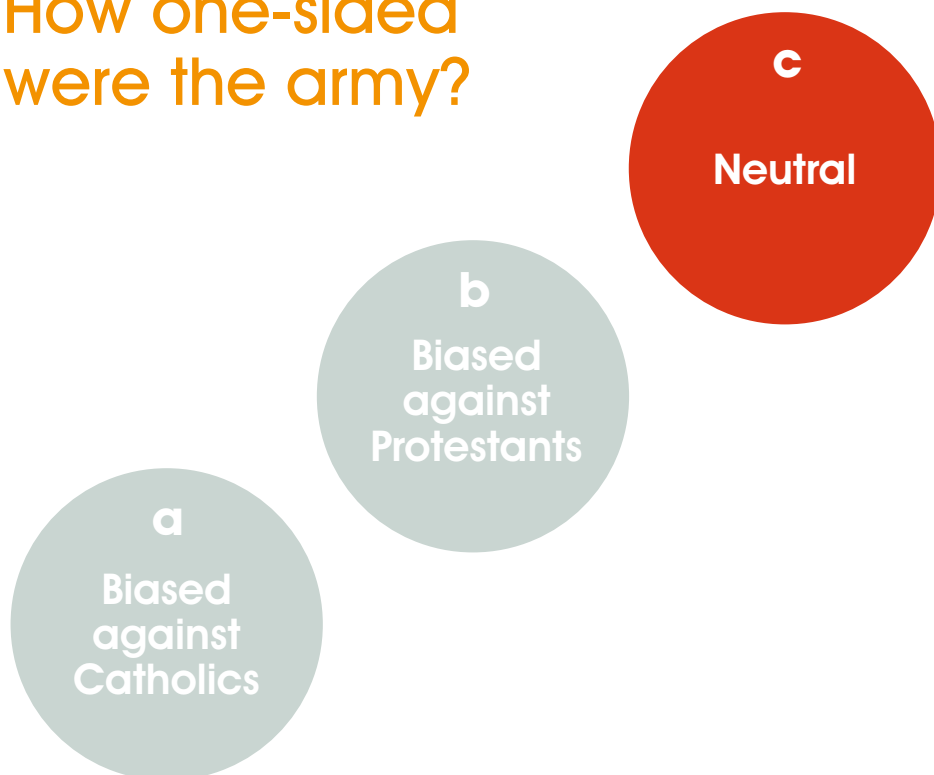 How one-sided
were the army?
c
Neutral
b
Biased
against
Protestants
a
Biased
against
Catholics